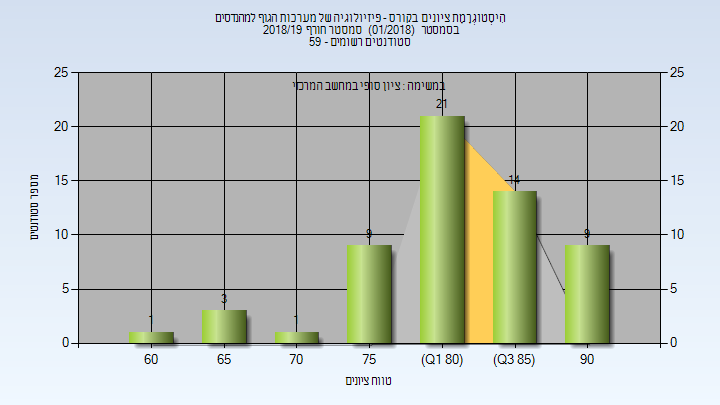 היסטוגרמת ציונים בקורס - פיזיולוגיה של מערכות הגוף למהנדסים
בסמסטר (01/2018) סמסטר חורף 2018/19
סטודנטים רשומים - 59
במשימה : ציון סופי במחשב המרכזי
25 25
20 20
15 15
10 10
5 5
0 0
מספר סטודנטים
1 3 1 9 21 14 9
60 65 70 75 (Q1 80) (Q3 85) 90
טווח ציונים